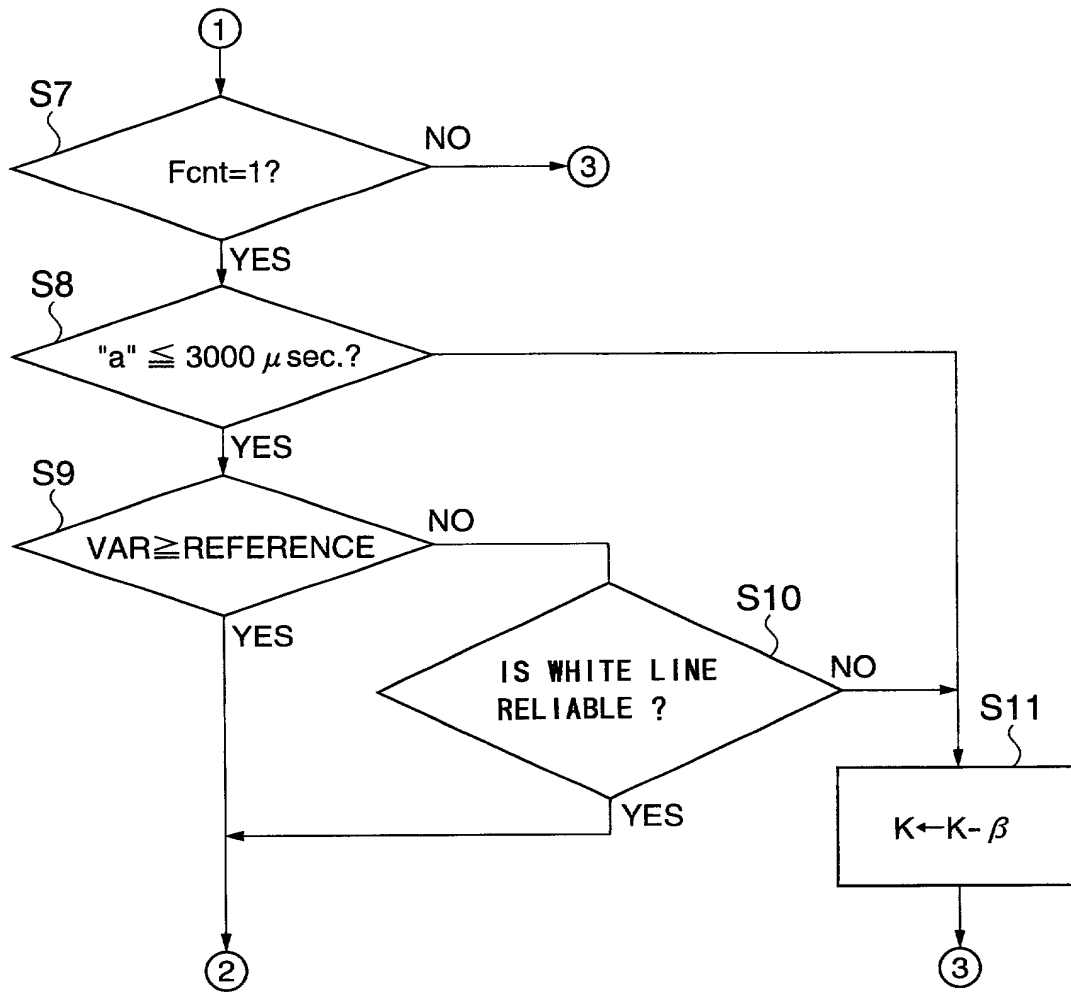 ①
S7
Fcnt=1?
NO
③
YES
S8
"a" ≦ 3000 μ sec.?
YES
S9
VAR≧REFERENCE
NO
YES
S10
IS WHITE LINE
RELIABLE ?
NO
YES
S11
K←K- β
②
③